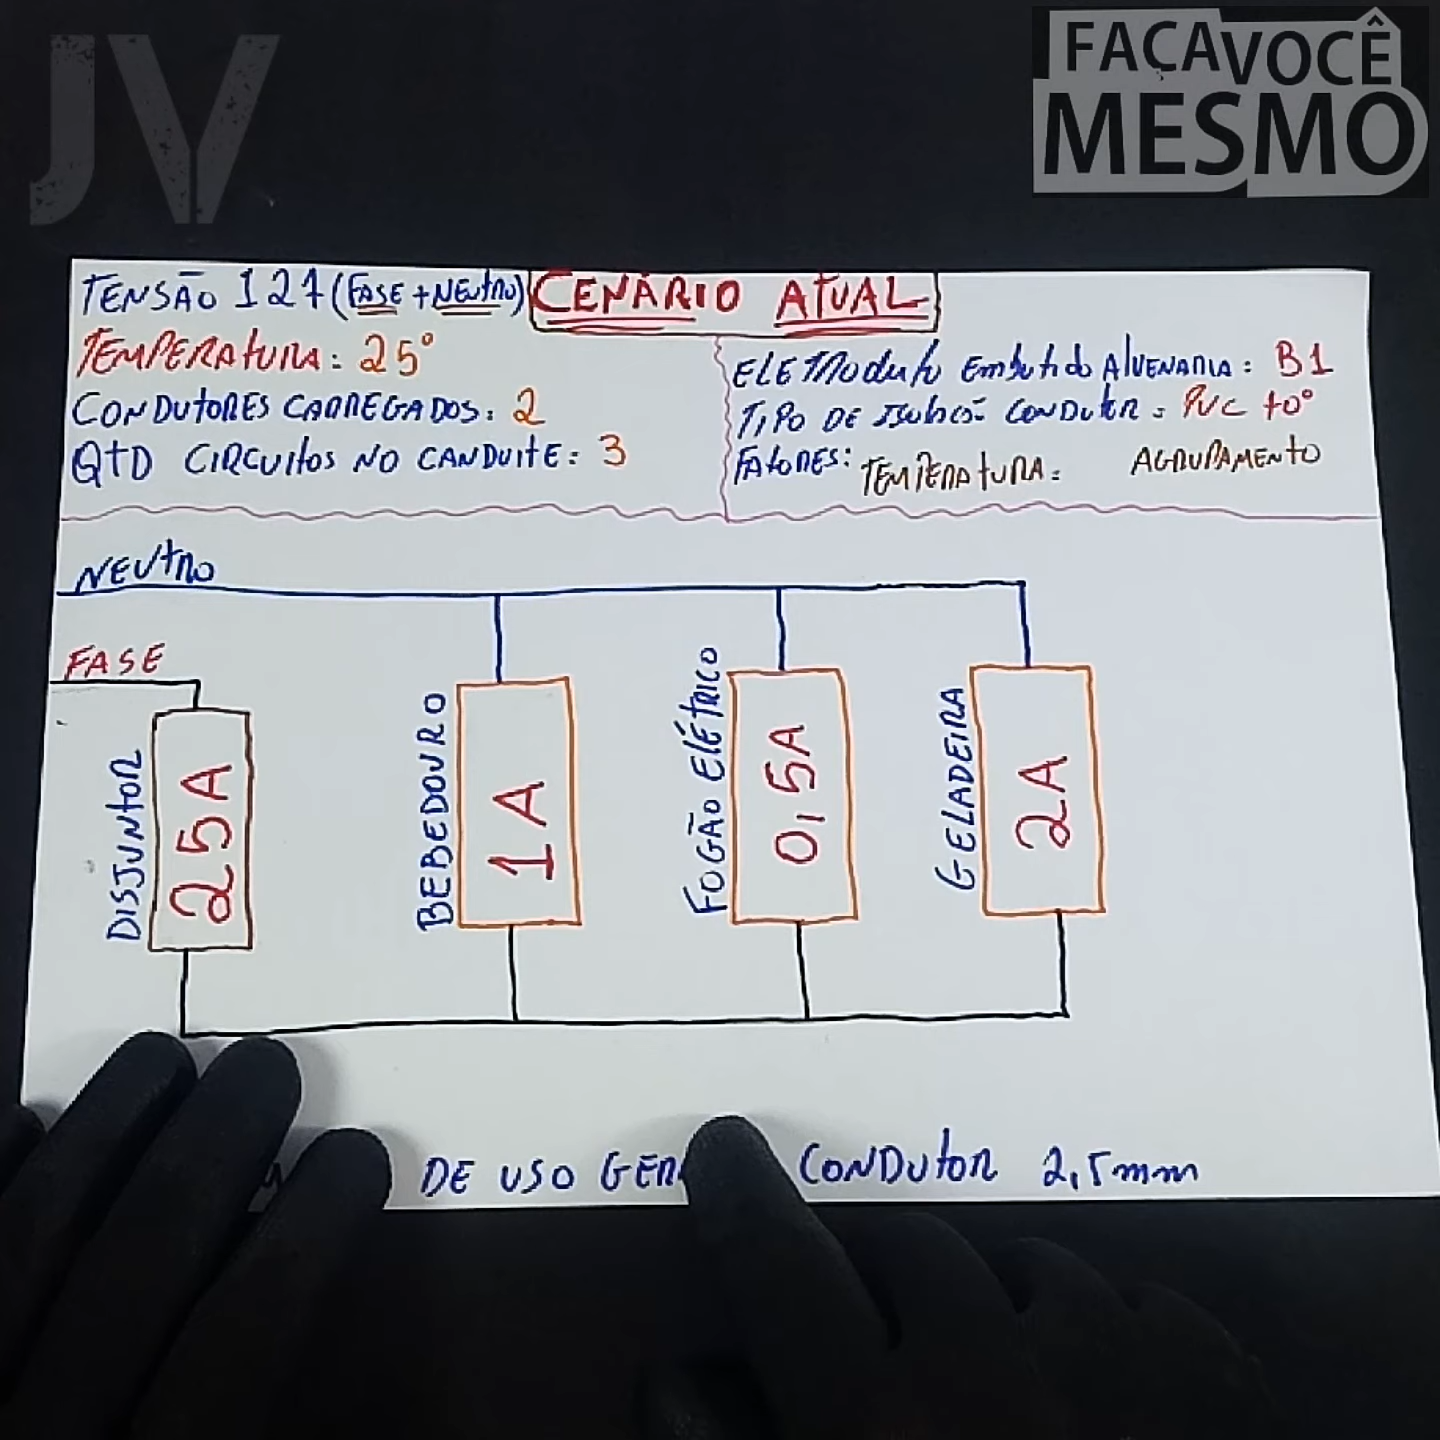 JV
FAÇA VOCÊ
MESMO
TENSÃO 127 (FASE + NEUTRO) CENÁRIO ATUAL
TEMPERATURA: 25°
CONDUTORES CARREGADOS: 2
QTD CIRCUITOS NO CANDUITE: 3
ELETRODUTO EMBUTIDO ALVENARIA: B1
TIPO DE ISOLAÇÃO CONDUTOR = PVC 70°
FATORES: TEMPERATURA: AGRUPAMENTO
NEUTRO
FASE
DISJUNTOR
25A
BEBEDOURO
1A
FOGÃO ELÉTRICO
0,5A
GELADEIRA
2A
DE USO CONDUTOR 2,5mm